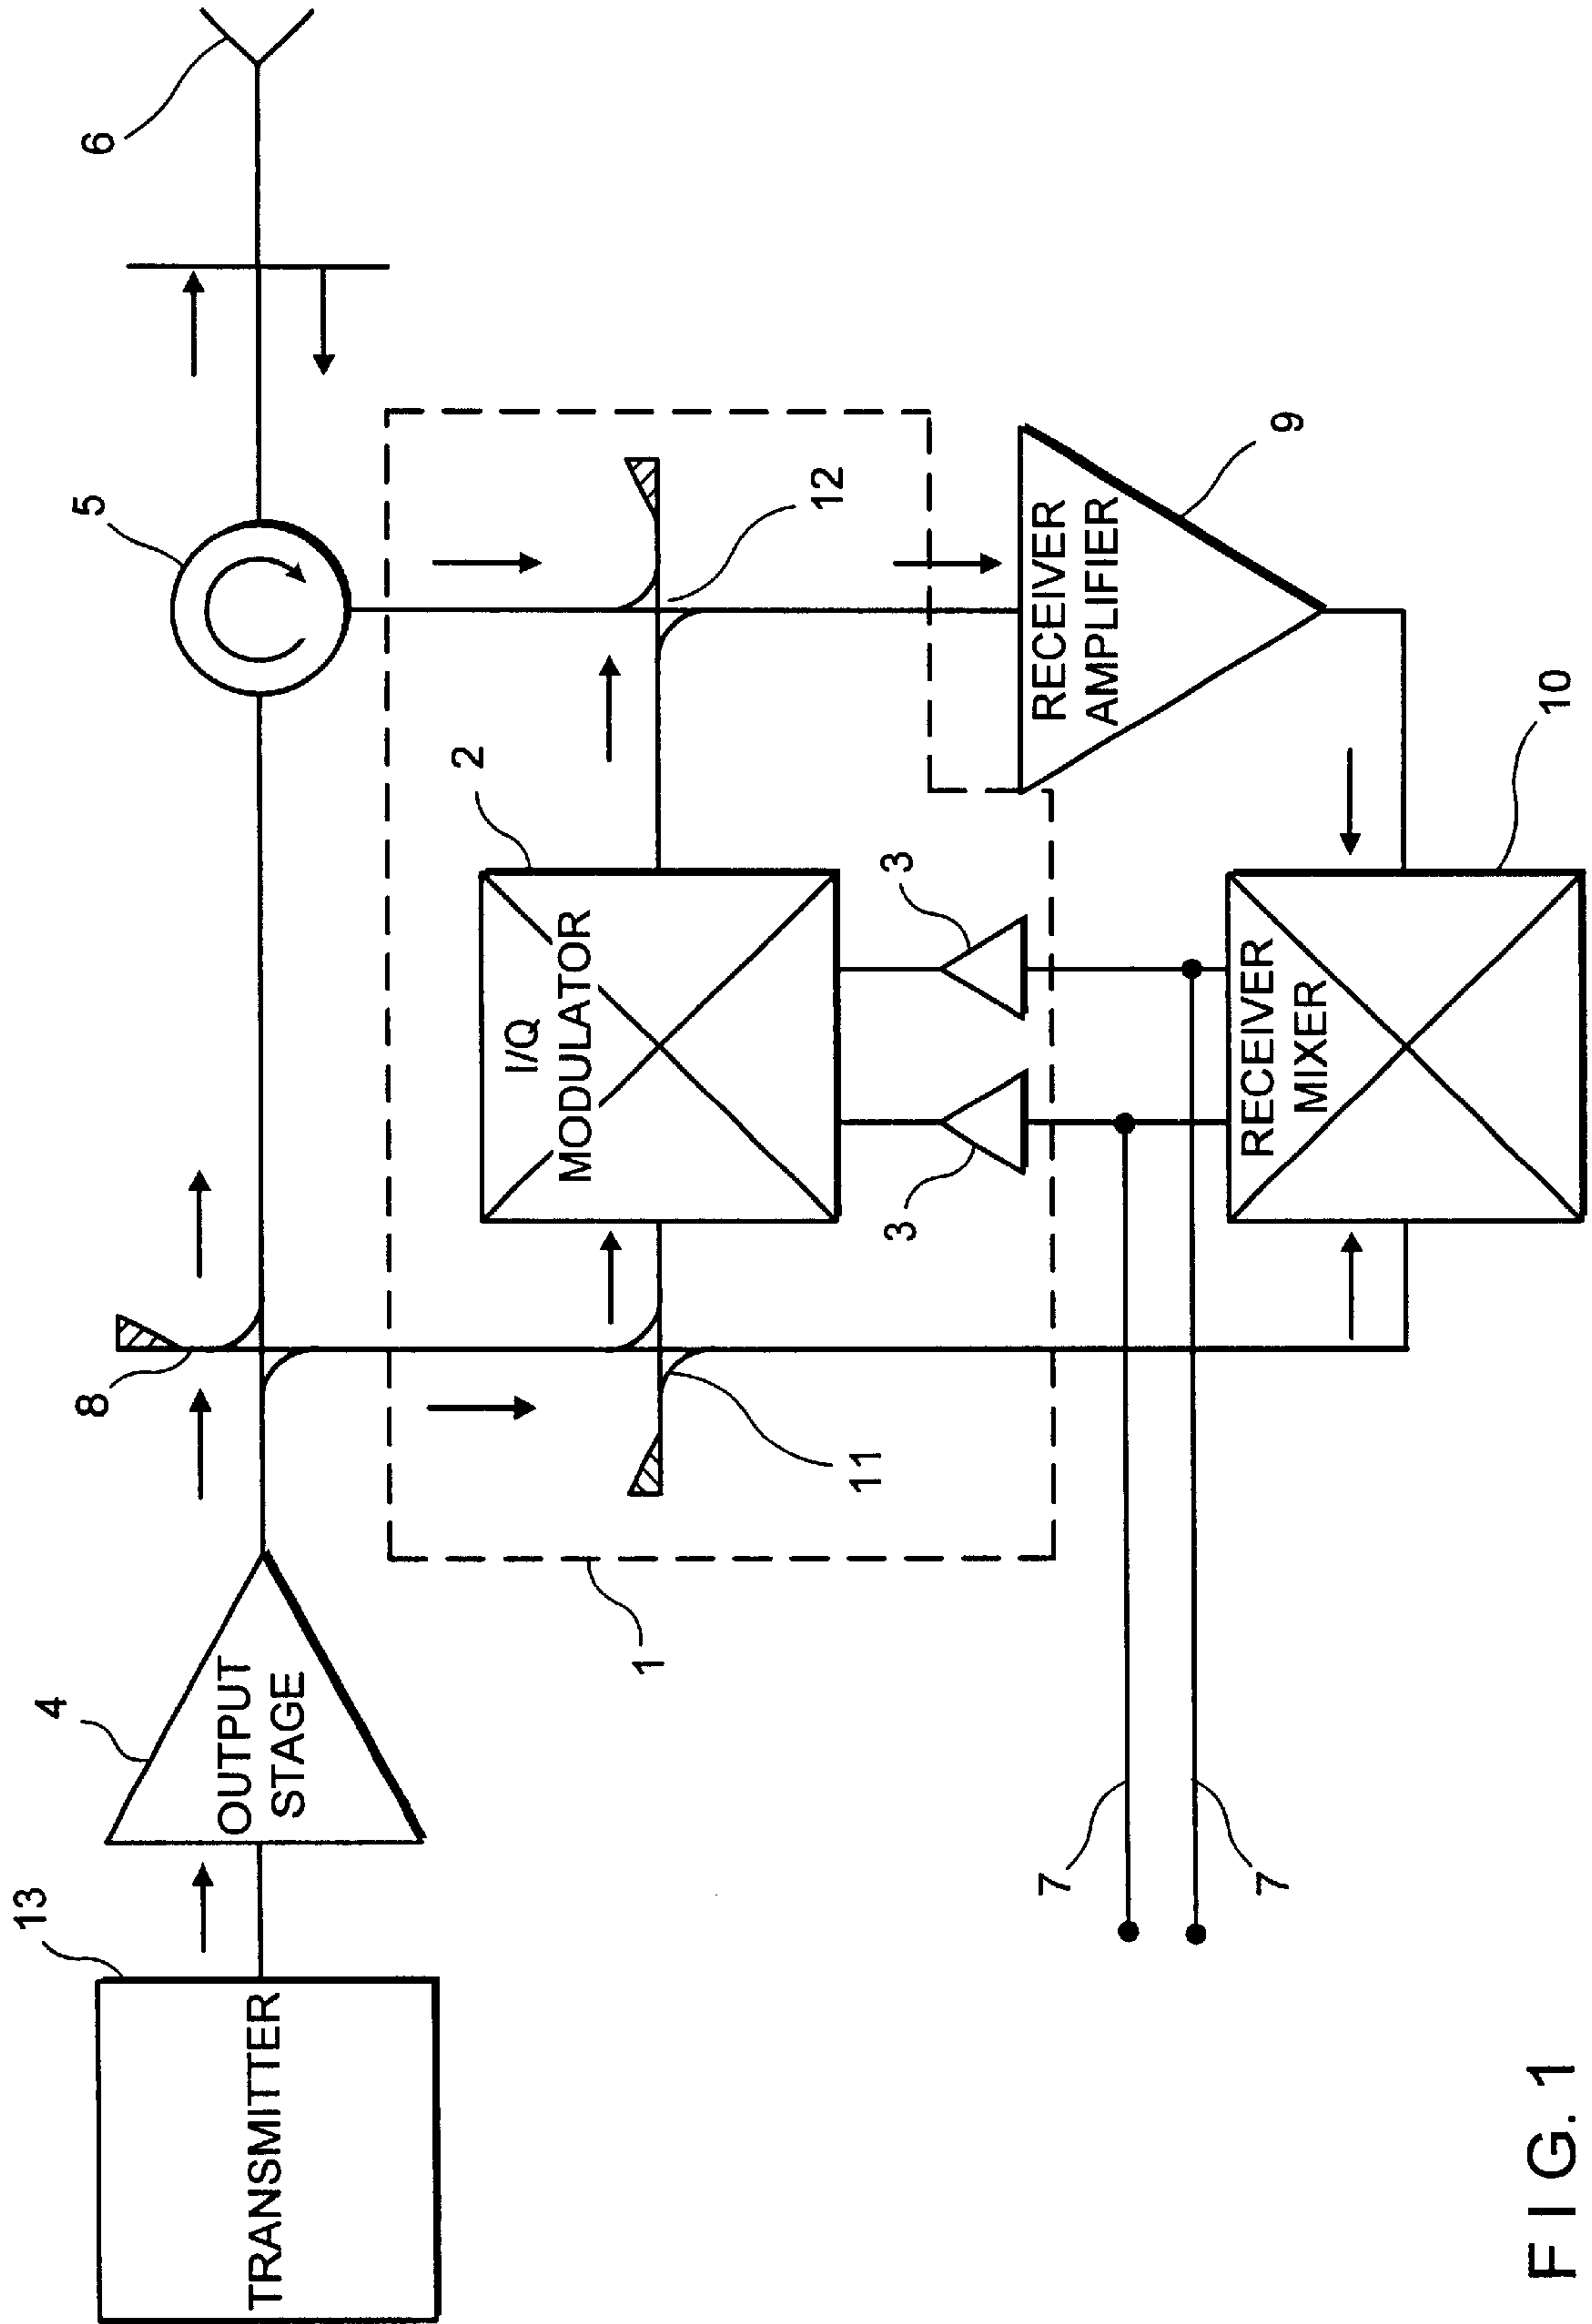 13
TRANSMITTER
4
OUTPUT
STAGE
8
5
6
1
11
I/Q
MODULATOR
2
12
3
3
7
7
RECEIVER
AMPLIFIER
9
RECEIVER
MIXER
10
FIG. 1